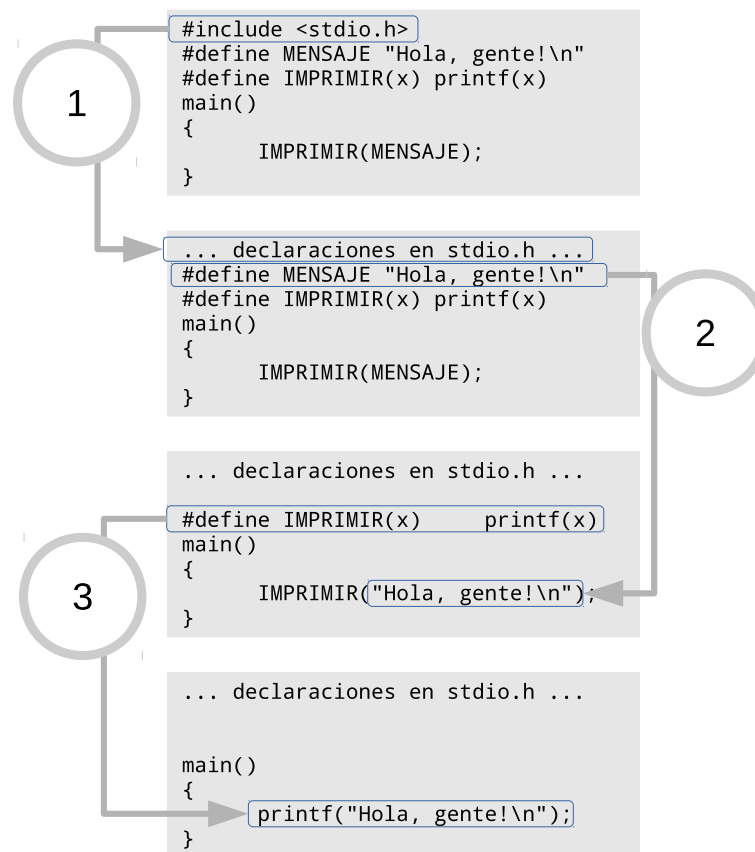 #include <stdio.h>
#define MENSAJE "Hola, gente!\n"
#define IMPRIMIR(x) printf(x)
main()
{
IMPRIMIR(MENSAJE);
}
1
... declaraciones en stdio.h ...
#define MENSAJE "Hola, gente!\n"
#define IMPRIMIR(x) printf(x)
main()
{
IMPRIMIR(MENSAJE);
}
2
... declaraciones en stdio.h ...
#define IMPRIMIR(x) printf(x)
main()
{
IMPRIMIR("Hola, gente!\n");
}
3
... declaraciones en stdio.h ...
main()
{
printf("Hola, gente!\n");
}